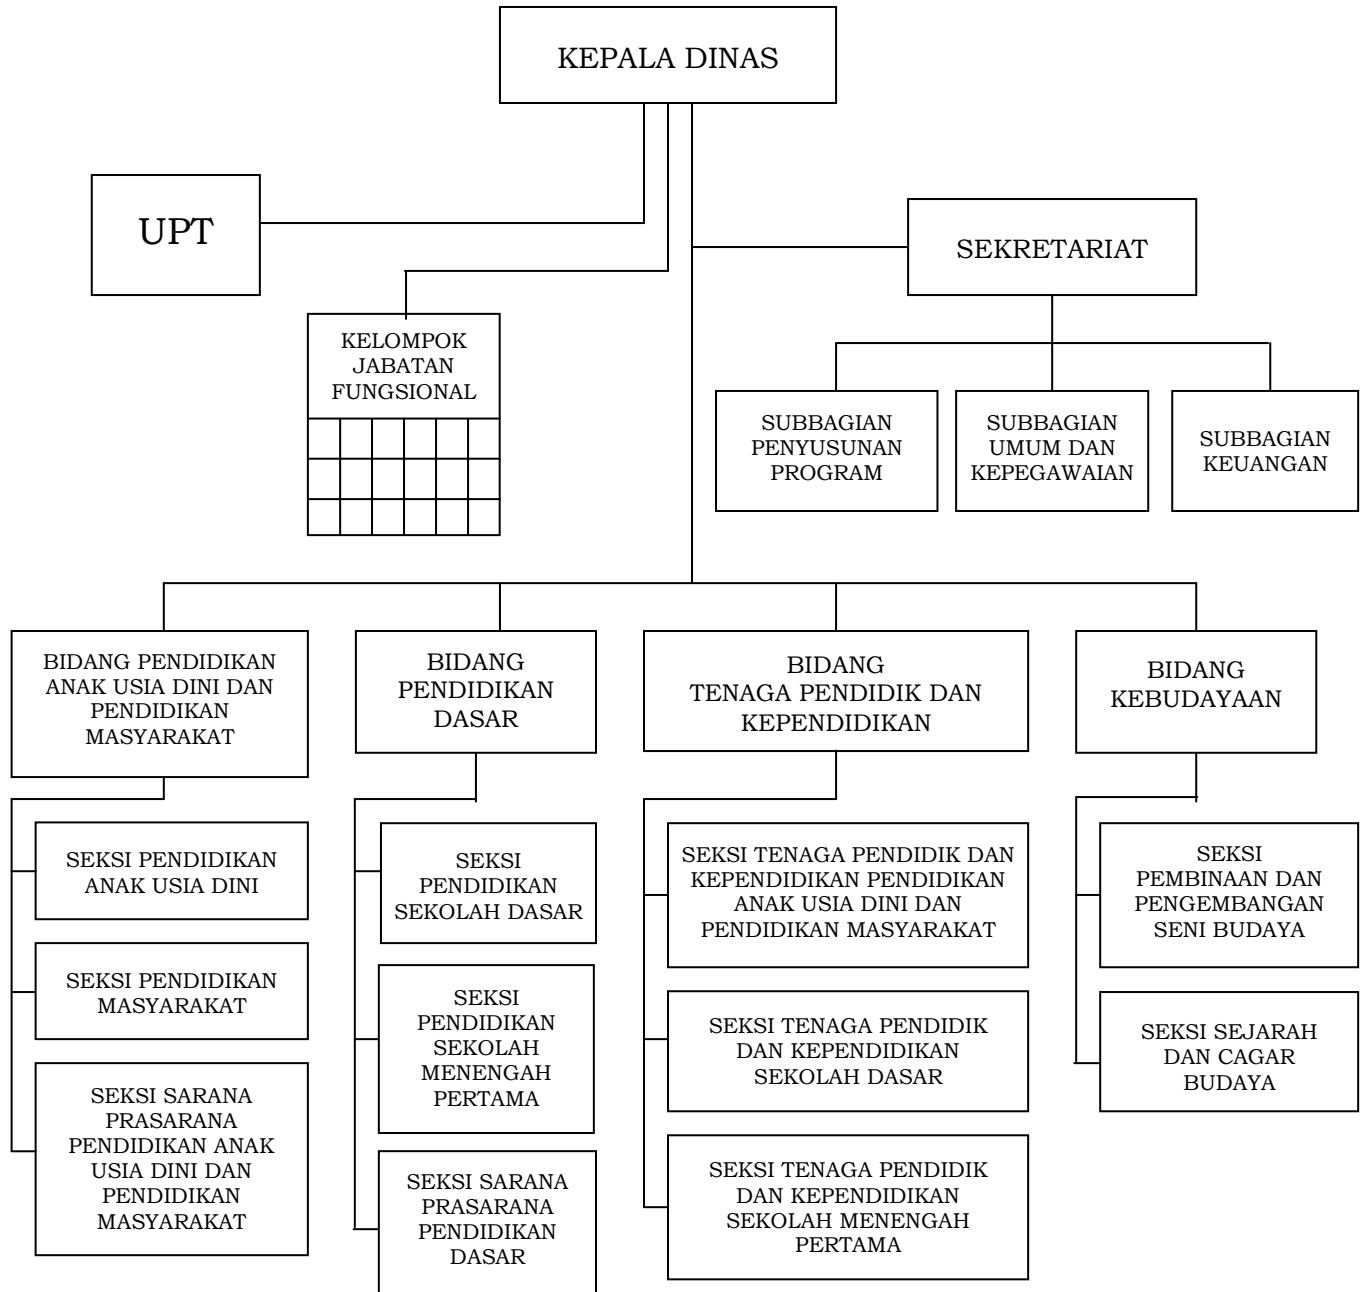 KEPALA DINAS
UPT
SEKRETARIAT
KELOMPOK
JABATAN
FUNGSIONAL
SUBBAGIAN
PENYUSUNAN
PROGRAM
SUBBAGIAN
UMUM DAN
KEPEGAWAIAN
SUBBAGIAN
KEUANGAN
BIDANG PENDIDIKAN
ANAK USIA DINI DAN
PENDIDIKAN
MASYARAKAT
BIDANG
PENDIDIKAN
DASAR
BIDANG
TENAGA PENDIDIK DAN
KEPENDIDIKAN
BIDANG
KEBUDAYAAN
SEKSI PENDIDIKAN
ANAK USIA DINI
SEKSI PENDIDIKAN
MASYARAKAT
SEKSI SARANA
PRASARANA
PENDIDIKAN ANAK
USIA DINI DAN
PENDIDIKAN
MASYARAKAT
SEKSI
PENDIDIKAN
SEKOLAH DASAR
SEKSI
PENDIDIKAN
SEKOLAH
MENENGAH
PERTAMA
SEKSI SARANA
PRASARANA
PENDIDIKAN
DASAR
SEKSI TENAGA PENDIDIK DAN
KEPENDIDIKAN PENDIDIKAN
ANAK USIA DINI DAN
PENDIDIKAN MASYARAKAT
SEKSI TENAGA PENDIDIK
DAN KEPENDIDIKAN
SEKOLAH DASAR
SEKSI TENAGA PENDIDIK
DAN KEPENDIDIKAN
SEKOLAH MENENGAH
PERTAMA
SEKSI
PEMBINAAN DAN
PENGEMBANGAN
SENI BUDAYA
SEKSI SEJARAH
DAN CAGAR
BUDAYA